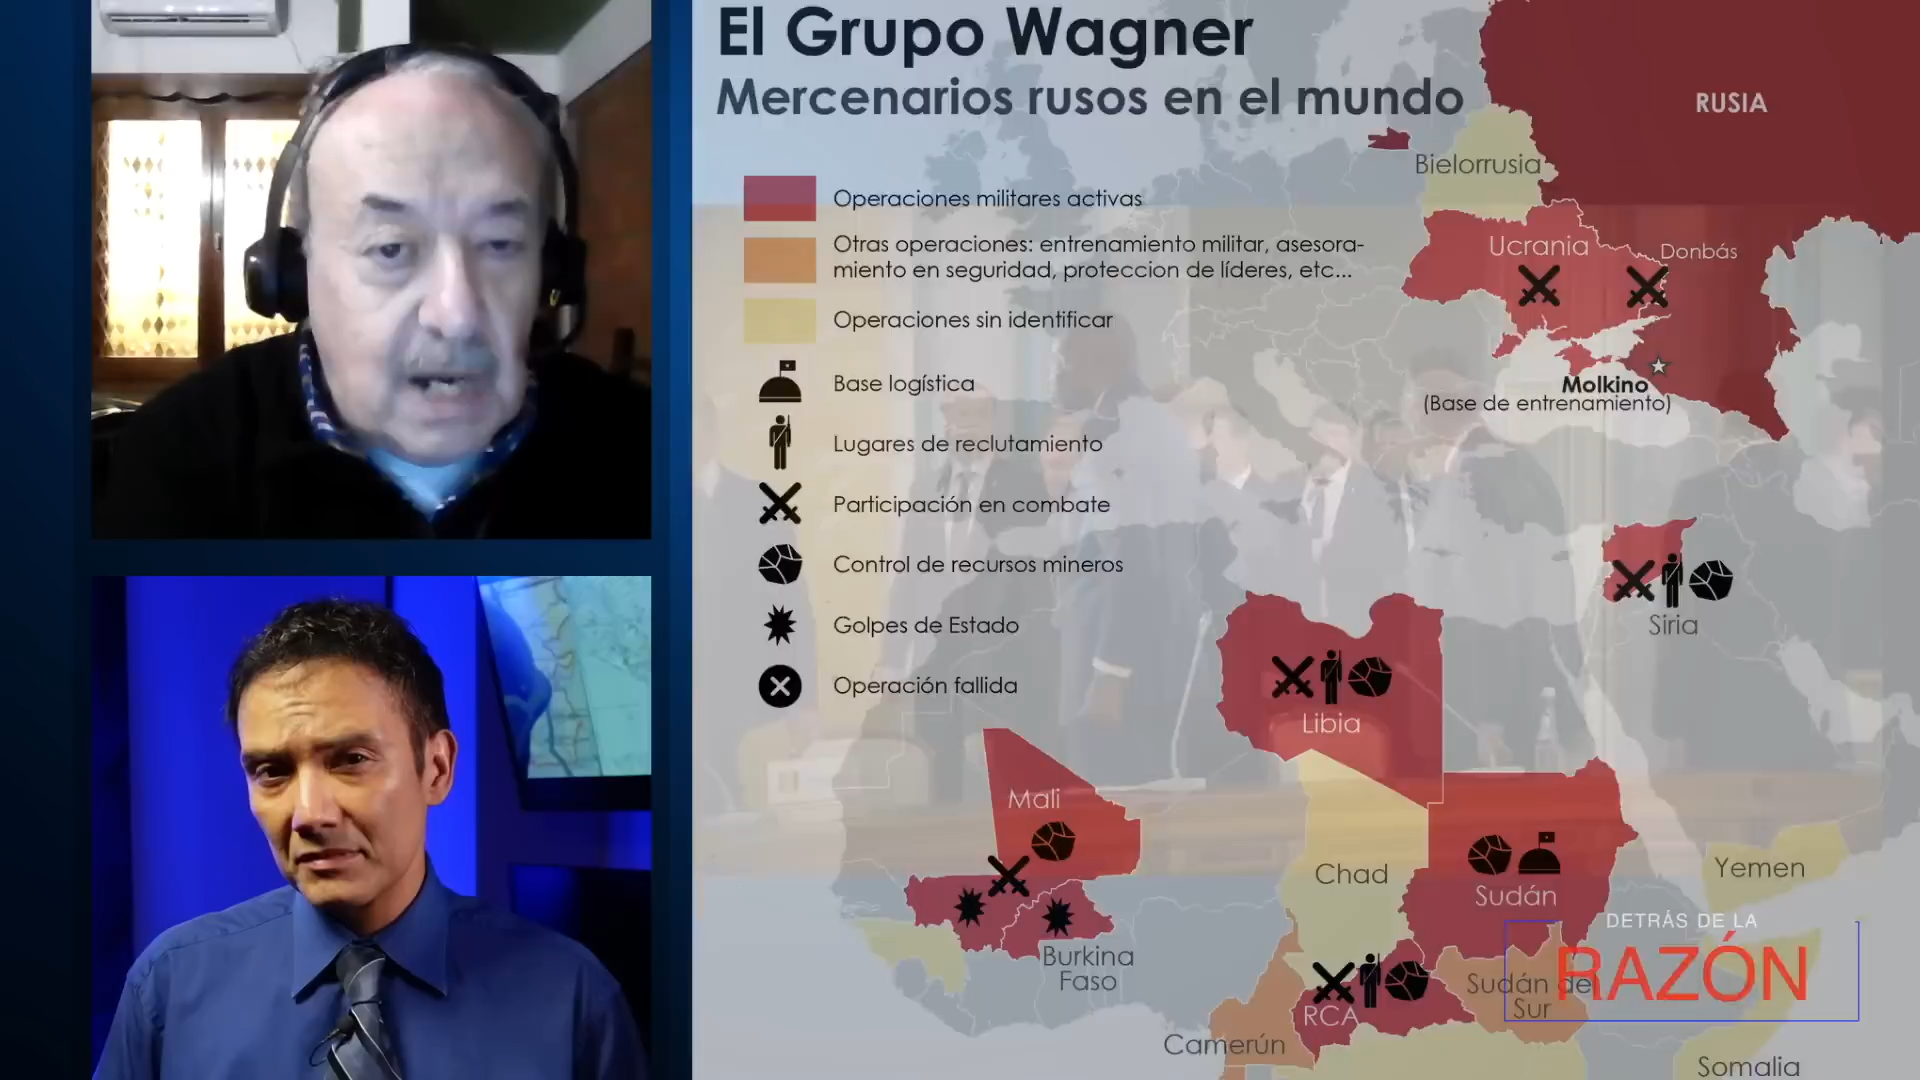 El Grupo Wagner
Mercenarios rusos en el mundo
Operaciones militares activas
Otras operaciones: entrenamiento militar, asesora-
miento en seguridad, proteccion de líderes, etc...
Operaciones sin identificar
Base logística
Lugares de reclutamiento
Participación en combate
Control de recursos mineros
Golpes de Estado
Operación fallida
RUSIA
Bielorrusia
Ucrania
Donbás
Molkino
(Base de entrenamiento)
Siria
Libia
Mali
Chad
Sudán
Yemen
Burkina
Faso
RCA
Sudán del
Sur
Camerún
Somalia
DETRÁS DE LA
RAZÓN